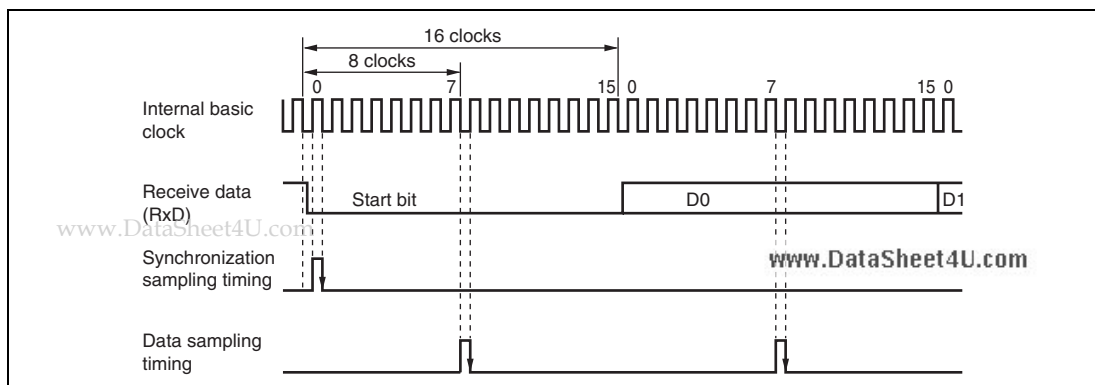 16 clocks
8 clocks
0 7 15 0 7 15 0
Internal basic
clock
Receive data
(RxD)
Start bit D0 D1
www.DataSheet4U.com
Synchronization
sampling timing
www.DataSheet4U.com
Data sampling
timing